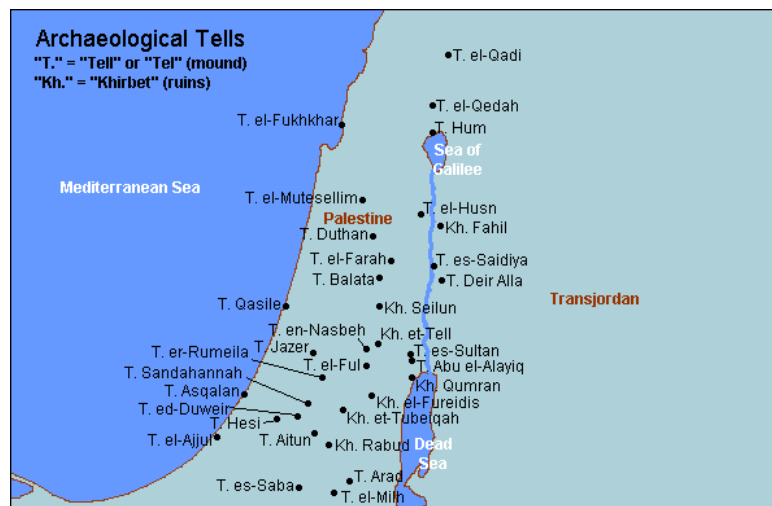 Archaeological Tells
"T." = "Tell" or "Tel" (mound)
"Kh." = "Khirbet" (ruins)
T. el-Qadi
T. el-Qedah
T. el-Fukhkhar
T. Hum
Sea of
Galilee
Mediterranean Sea
T. el-Mutesellim
Palestine
T. el-Husn
Kh. Fahil
T. Duthan
T. el-Farah
T. es-Saidiya
T. Balata
T. Deir Alla
Transjordan
T. Qasile
Kh. Seilun
T. en-Nasbeh
Kh. et-Tell
T. Jazer
T. er-Rumeila
T. es-Sultan
T. el-Ful
T. Abu el-Alayiq
T. Sandahannah
Kh. Qumran
T. Asqalan
Kh. el-Fureidis
T. ed-Duweir
Kh. et-Tubeiqah
T. Hesi
T. el-Ajjul
T. Aitun
Kh. Rabud
Dead
Sea
T. Arad
T. es-Saba
T. el-Milh